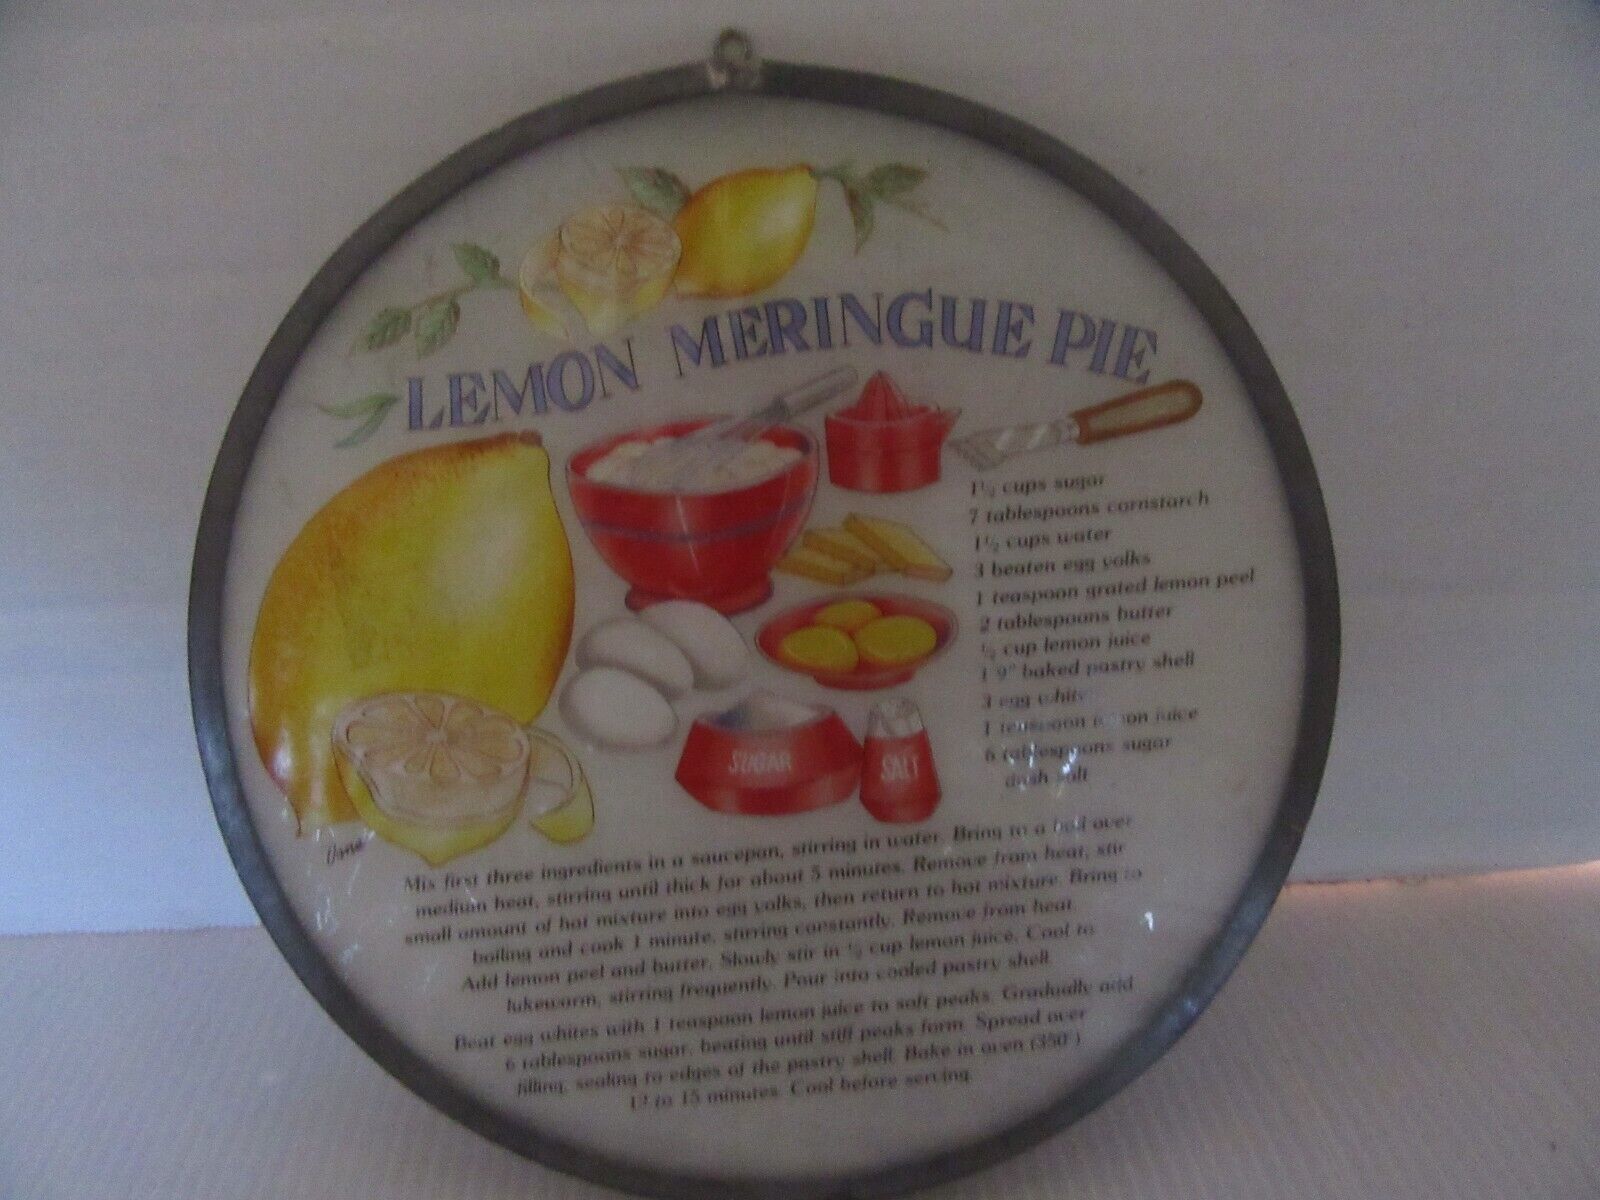 LEMON MERINGUE PIE
1½ cups sugar
7 tablespoons cornstarch
1½ cups water
3 beaten egg yolks
1 teaspoon grated lemon peel
2 tablespoons butter
½ cup lemon juice
1 9" baked pastry shell
3 egg
1 teaspoon lemon juice
6 tablespoons sugar
dash salt
SUGAR
SALT
Mix first three ingredients in a saucepan, stirring in water. Bring to a boil over
medium heat, stirring until thick for about 5 minutes. Remove from heat, stir
small amount of hot mixture into egg yolks, then return to hot mixture. Bring to
boiling and cook 1 minute, stirring constantly. Remove from heat.
Add lemon peel and butter. Slowly stir in ½ cup lemon juice. Cool to
lukewarm, stirring frequently. Pour into cooled pastry shell.
Beat egg whites with 1 teaspoon lemon juice to soft peaks. Gradually add
6 tablespoons sugar, beating until stiff peaks form. Spread over
filling, sealing to edges of the pastry shell. Bake in oven (350°)
to 15 minutes. Cool before serving.